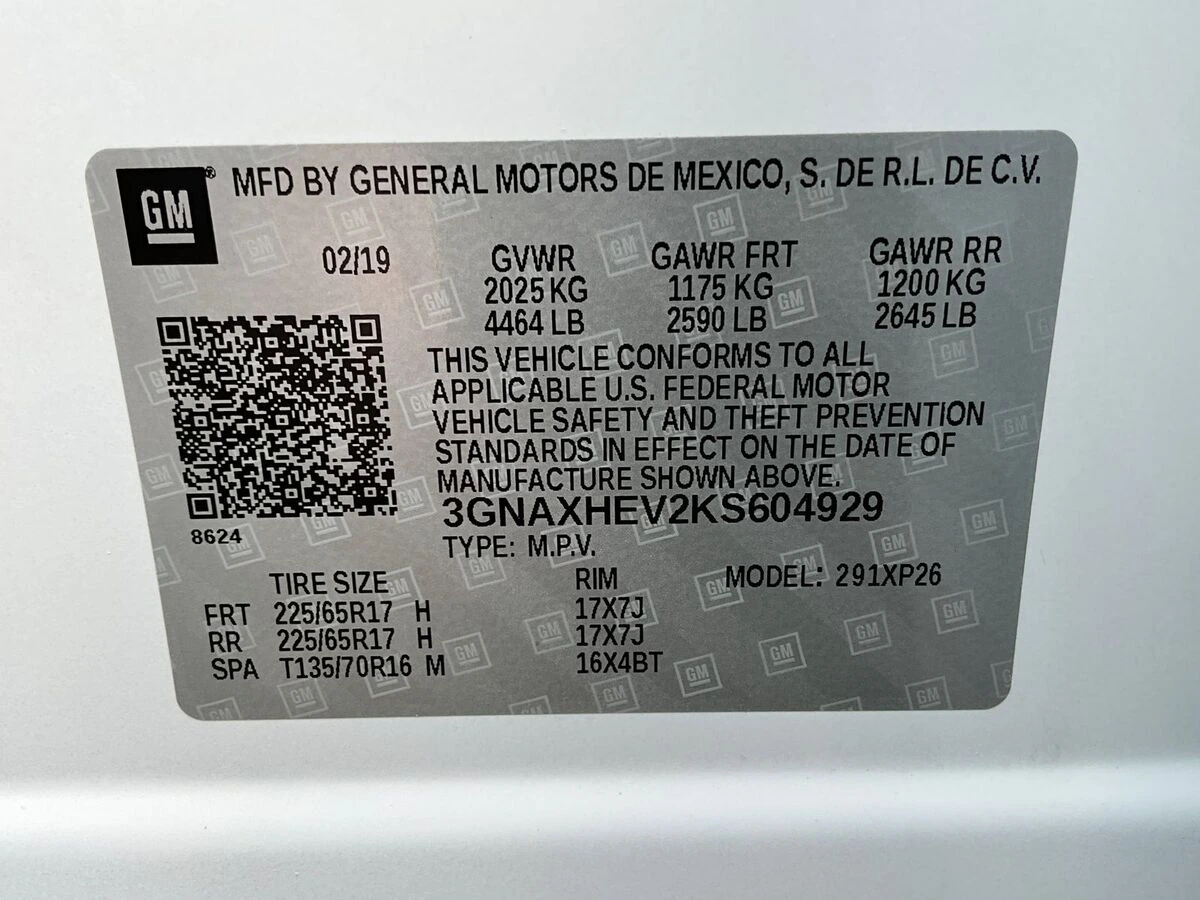 GM® MFD BY GENERAL MOTORS DE MEXICO, S. DE R.L. DE C.V.
02/19 GVWR GAWR FRT GAWR RR
2025 KG 1175 KG 1200 KG
4464 LB 2590 LB 2645 LB
THIS VEHICLE CONFORMS TO ALL
APPLICABLE U.S. FEDERAL MOTOR
VEHICLE SAFETY AND THEFT PREVENTION
STANDARDS IN EFFECT ON THE DATE OF
MANUFACTURE SHOWN ABOVE.
3GNAXHEV2KS604929
8624
TYPE: M.P.V.
TIRE SIZE RIM MODEL: 291XP26
FRT 225/65R17 H 17X7J
RR 225/65R17 H 17X7J
SPA T135/70R16 M 16X4BT